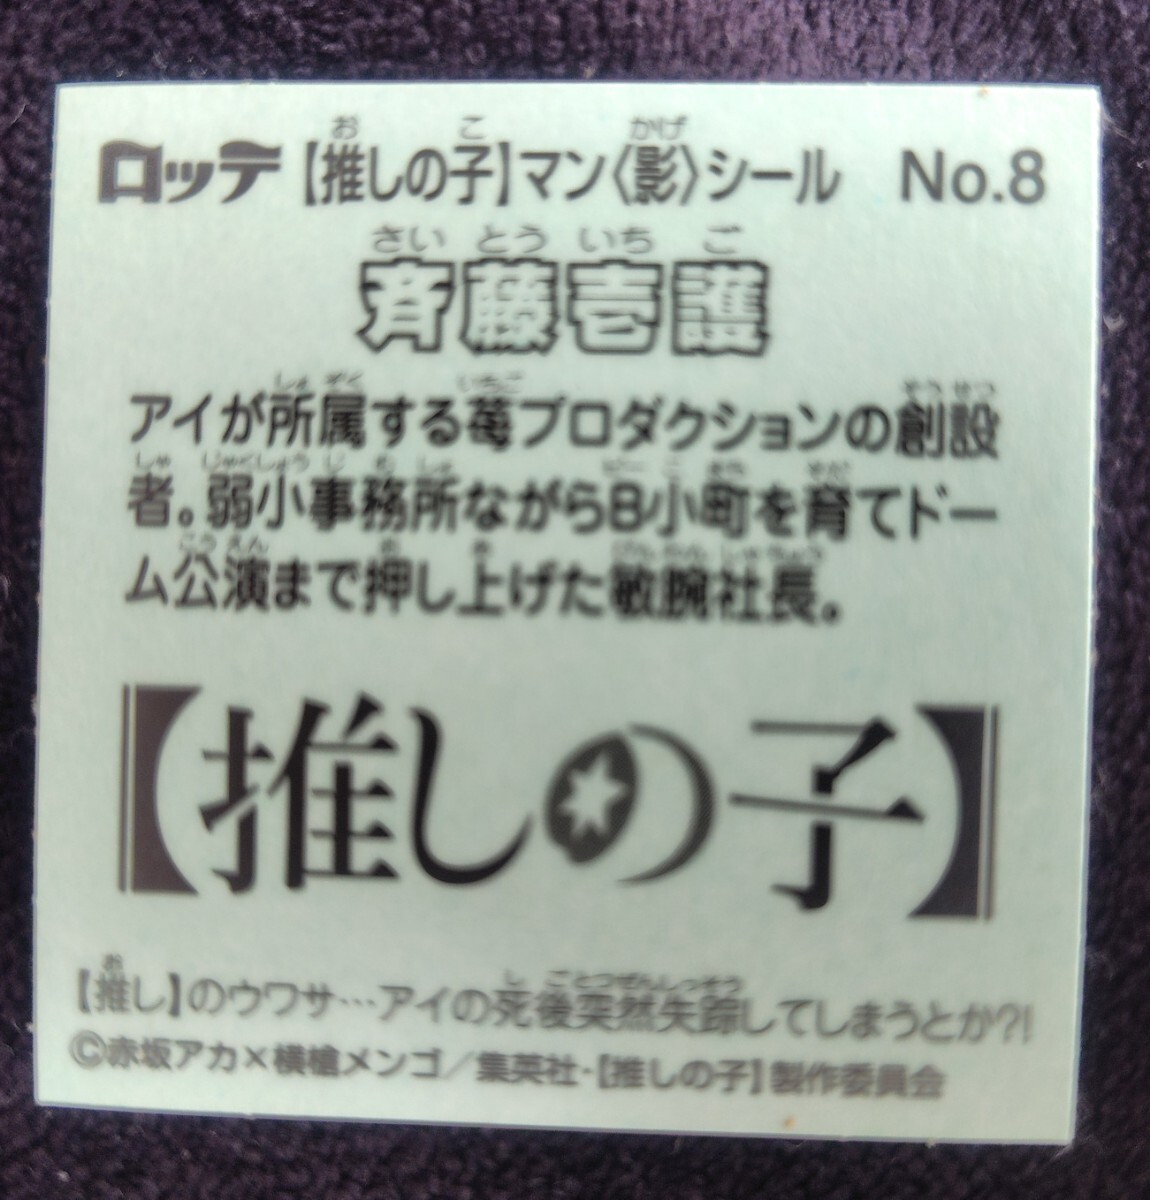 ロッテ 【推しの子】マン〈影〉シール No.8
斉藤壱護
アイが所属する苺プロダクションの創設
者。弱小事務所ながらB小町を育てドー
ム公演まで押し上げた敏腕社長。
【推しの子】
【推し】のウワサ…アイの死後突然失踪してしまうとか?!
©赤坂アカ×横槍メンゴ/集英社・【推しの子】製作委員会